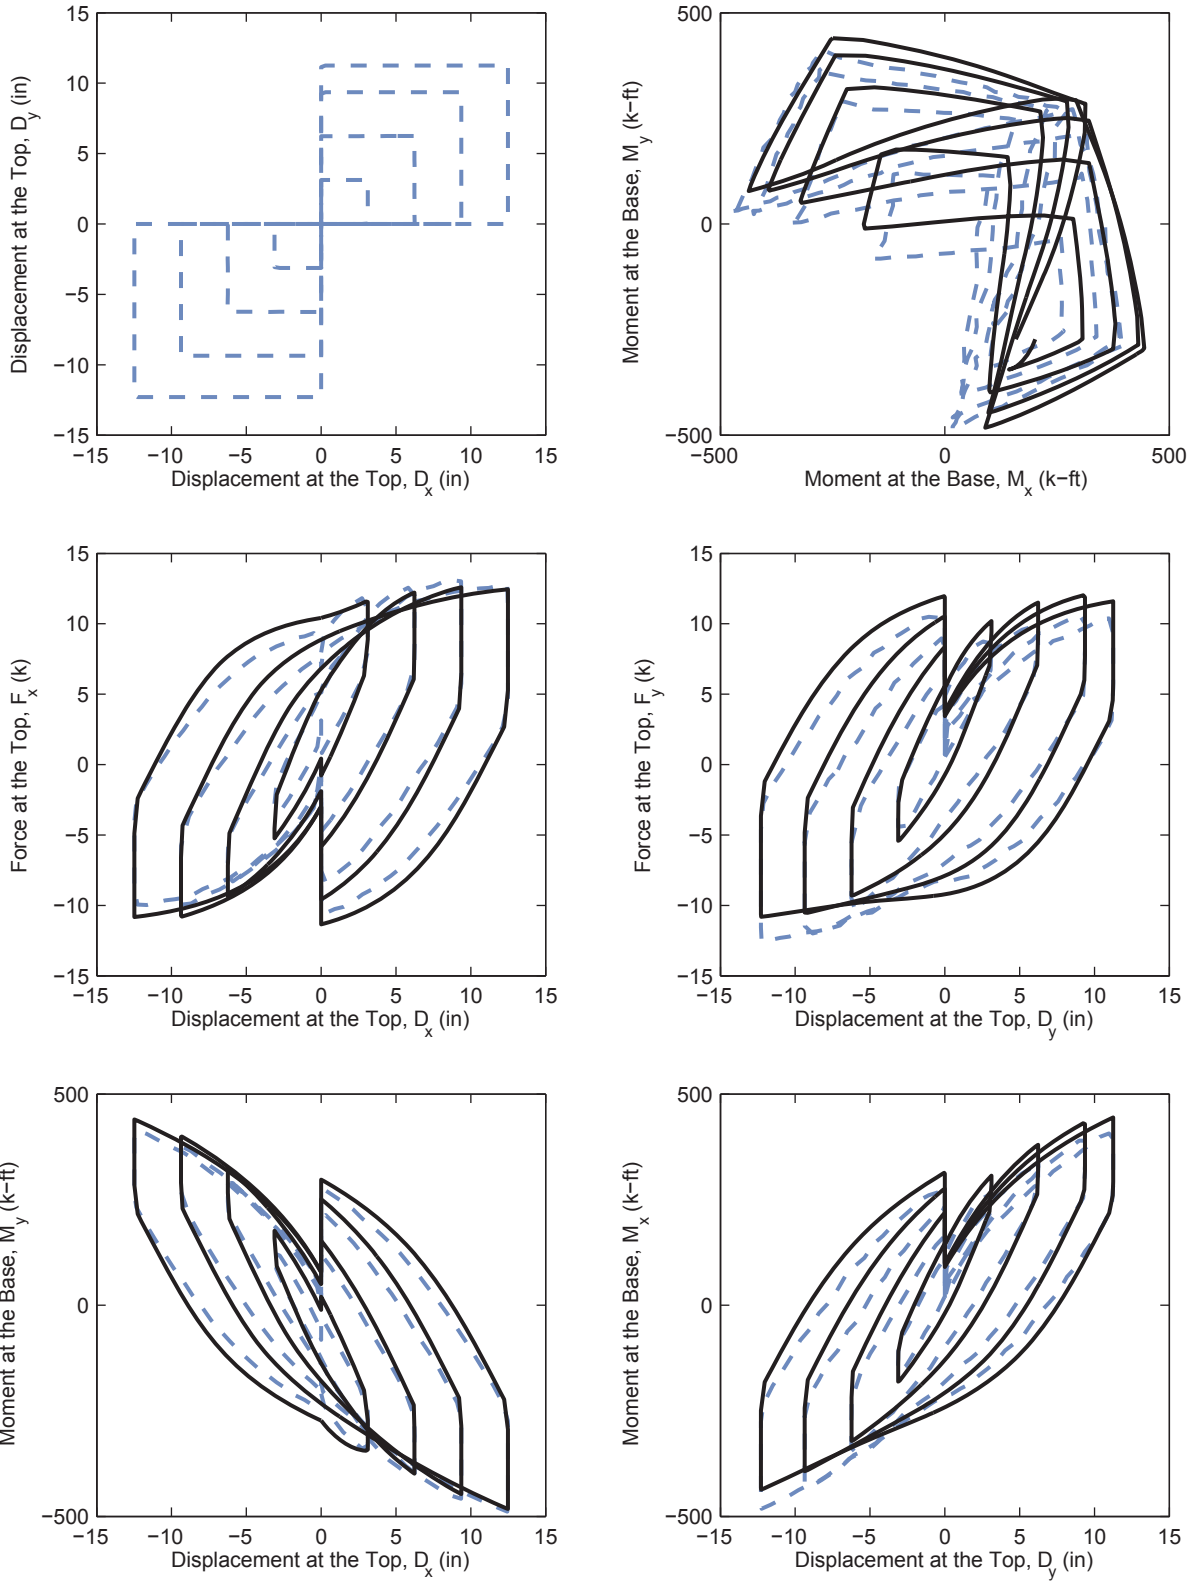 15
10
5
0
−5
−10
−15
−15 −10 −5 0 5 10 15
Displacement at the Top, D_x (in)
Displacement at the Top, D_y (in)
500
0
−500
−500 0 500
Moment at the Base, M_x (k−ft)
Moment at the Base, M_y (k−ft)
15
10
5
0
−5
−10
−15
−15 −10 −5 0 5 10 15
Displacement at the Top, D_x (in)
Force at the Top, F_x (k)
15
10
5
0
−5
−10
−15
−15 −10 −5 0 5 10 15
Displacement at the Top, D_y (in)
Force at the Top, F_y (k)
500
0
−500
−15 −10 −5 0 5 10 15
Displacement at the Top, D_x (in)
Moment at the Base, M_y (k−ft)
500
0
−500
−15 −10 −5 0 5 10 15
Displacement at the Top, D_y (in)
Moment at the Base, M_x (k−ft)